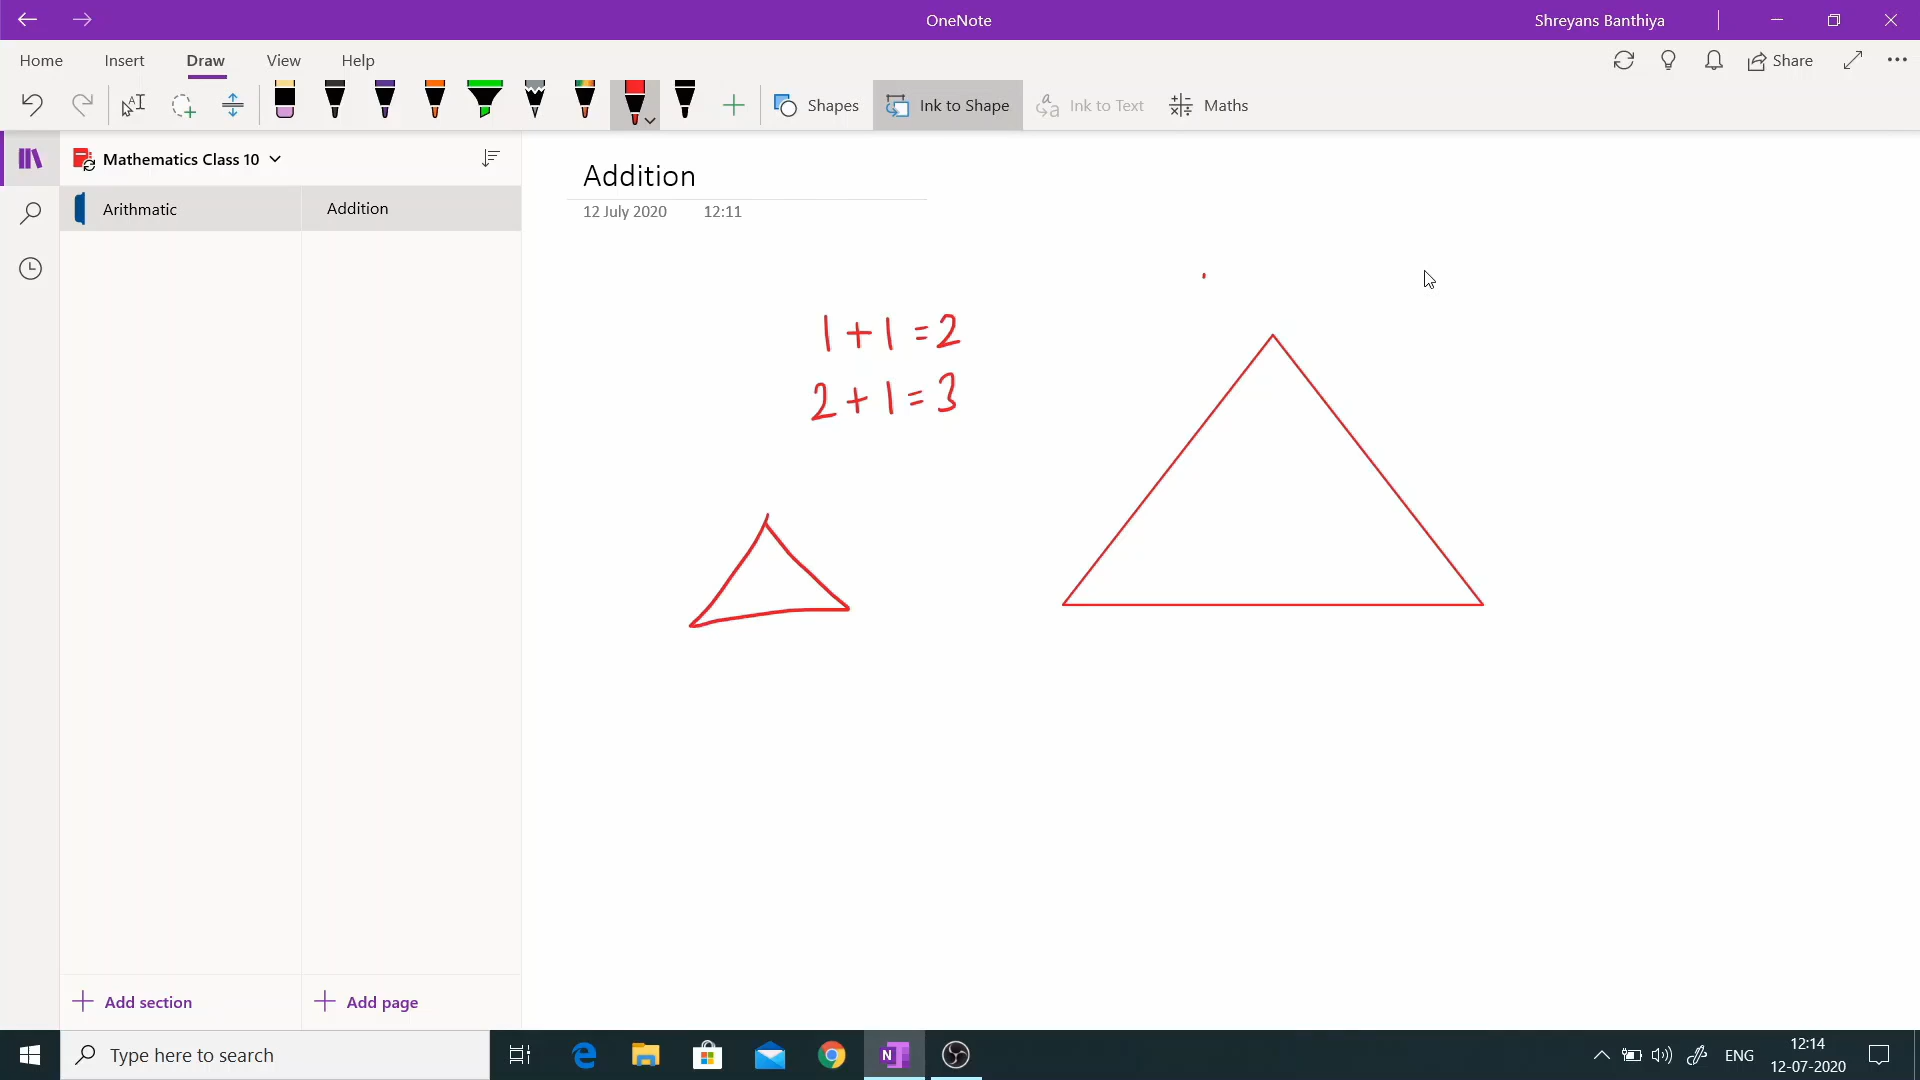 OneNote
Shreyans Banthiya
Home Insert Draw View Help
Share
Shapes Ink to Shape Ink to Text Maths
Mathematics Class 10
Arithmatic
Addition
Addition
12 July 2020 12:11
1+1=2
2+1=3
Add section
Add page
Type here to search
ENG
12:14
12-07-2020